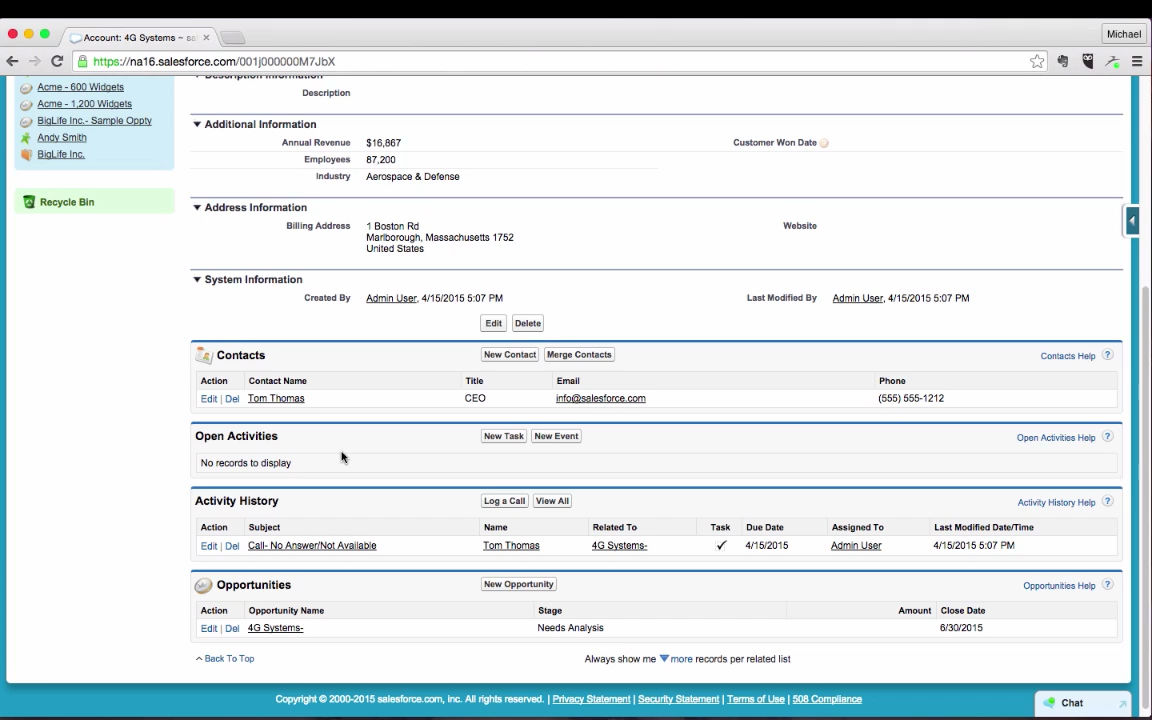 Account: 4G Systems ~ sa
Michael
https://na16.salesforce.com/001j000000M7JbX
Acme - 600 Widgets
Acme - 1,200 Widgets
BigLife Inc.- Sample Oppty
Andy Smith
BigLife Inc.
Recycle Bin
Description Information
Description
Additional Information
Annual Revenue $16,867
Customer Won Date
Employees 87,200
Industry Aerospace & Defense
Address Information
Billing Address 1 Boston Rd
Marlborough, Massachusetts 1752
United States
Website
System Information
Created By Admin User, 4/15/2015 5:07 PM
Last Modified By Admin User, 4/15/2015 5:07 PM
Edit Delete
Contacts New Contact Merge Contacts Contacts Help ?
Action Contact Name Title Email Phone
Edit | Del Tom Thomas CEO info@salesforce.com (555) 555-1212
Open Activities New Task New Event Open Activities Help ?
No records to display
Activity History Log a Call View All Activity History Help ?
Action Subject Name Related To Task Due Date Assigned To Last Modified Date/Time
Edit | Del Call- No Answer/Not Available Tom Thomas 4G Systems- ✓ 4/15/2015 Admin User 4/15/2015 5:07 PM
Opportunities New Opportunity Opportunities Help ?
Action Opportunity Name Stage Amount Close Date
Edit | Del 4G Systems- Needs Analysis 6/30/2015
^ Back To Top
Always show me ▼more records per related list
Copyright © 2000-2015 salesforce.com, inc. All rights reserved. | Privacy Statement | Security Statement | Terms of Use | 508 Compliance
Chat